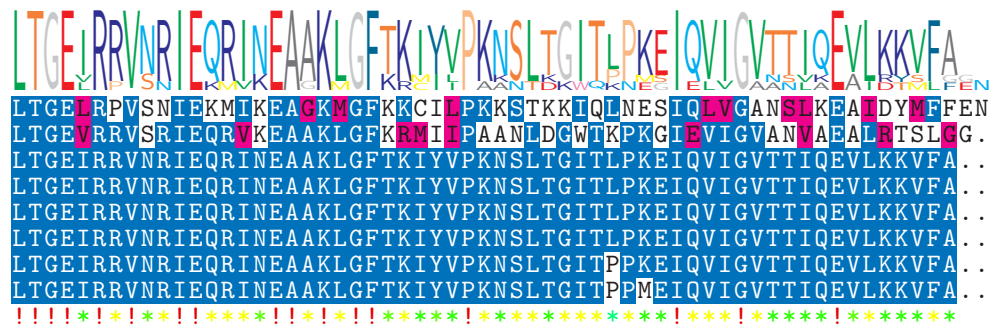 LTGEIRRVNRIEQRINEAAKLGFTKIYVPKNSLTGITLPKEIQVIGVTTIQEVLKKVFA
LTGELRPVSNIEKMIKEAGKMGFKKCILPKKSTKKIQLNESIQLVGANSLKEAIDYMFFEN
LTGEVRRVSRIEQRVKEAAKLGFKRMIIPAANLDGWTKPKGIEVIGVANVAEALRTSLGG.
LTGEIRRVNRIEQRINEAAKLGFTKIYVPKNSLTGITLPKEIQVIGVTTIQEVLKKVFA..
LTGEIRRVNRIEQRINEAAKLGFTKIYVPKNSLTGITLPKEIQVIGVTTIQEVLKKVFA..
LTGEIRRVNRIEQRINEAAKLGFTKIYVPKNSLTGITLPKEIQVIGVTTIQEVLKKVFA..
LTGEIRRVNRIEQRINEAAKLGFTKIYVPKNSLTGITLPKEIQVIGVTTIQEVLKKVFA..
LTGEIRRVNRIEQRINEAAKLGFTKIYVPKNSLTGITPPKEIQVIGVTTIQEVLKKVFA..
LTGEIRRVNRIEQRINEAAKLGFTKIYVPKNSLTGITPPMEIQVIGVTTIQEVLKKVFA..
!!!!*!*!**!!****!!*!*!!*****!************!***!*****!*******